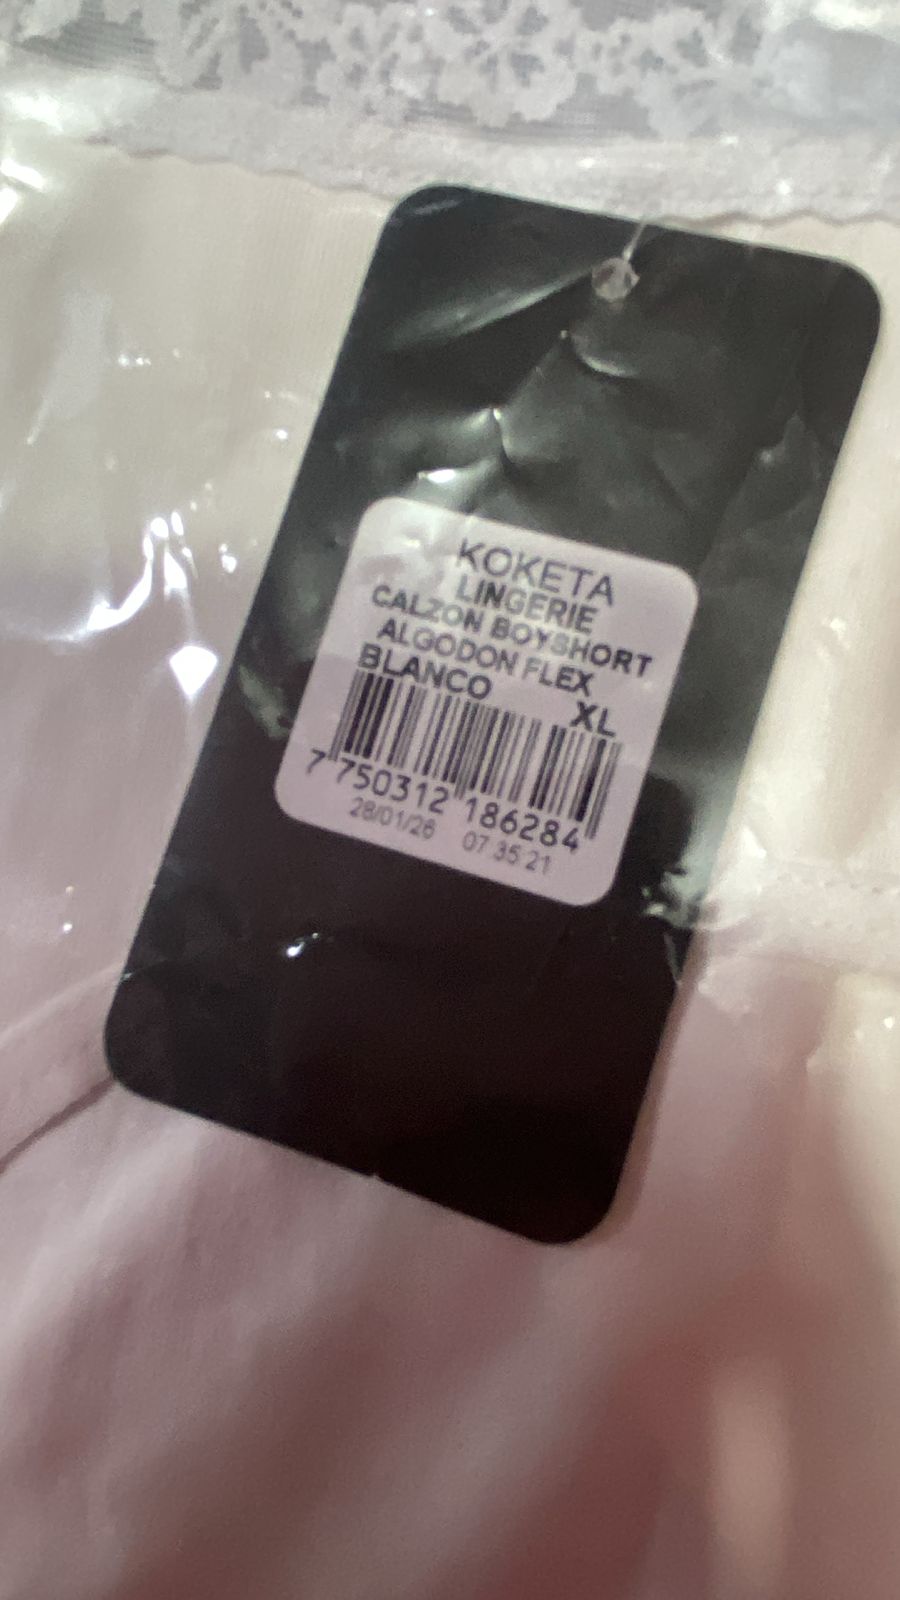 KOKETA
LINGERIE
CALZON BOYSHORT
ALGODON FLEX
BLANCO XL
7 750312 186284
28/01/26 07:35:21